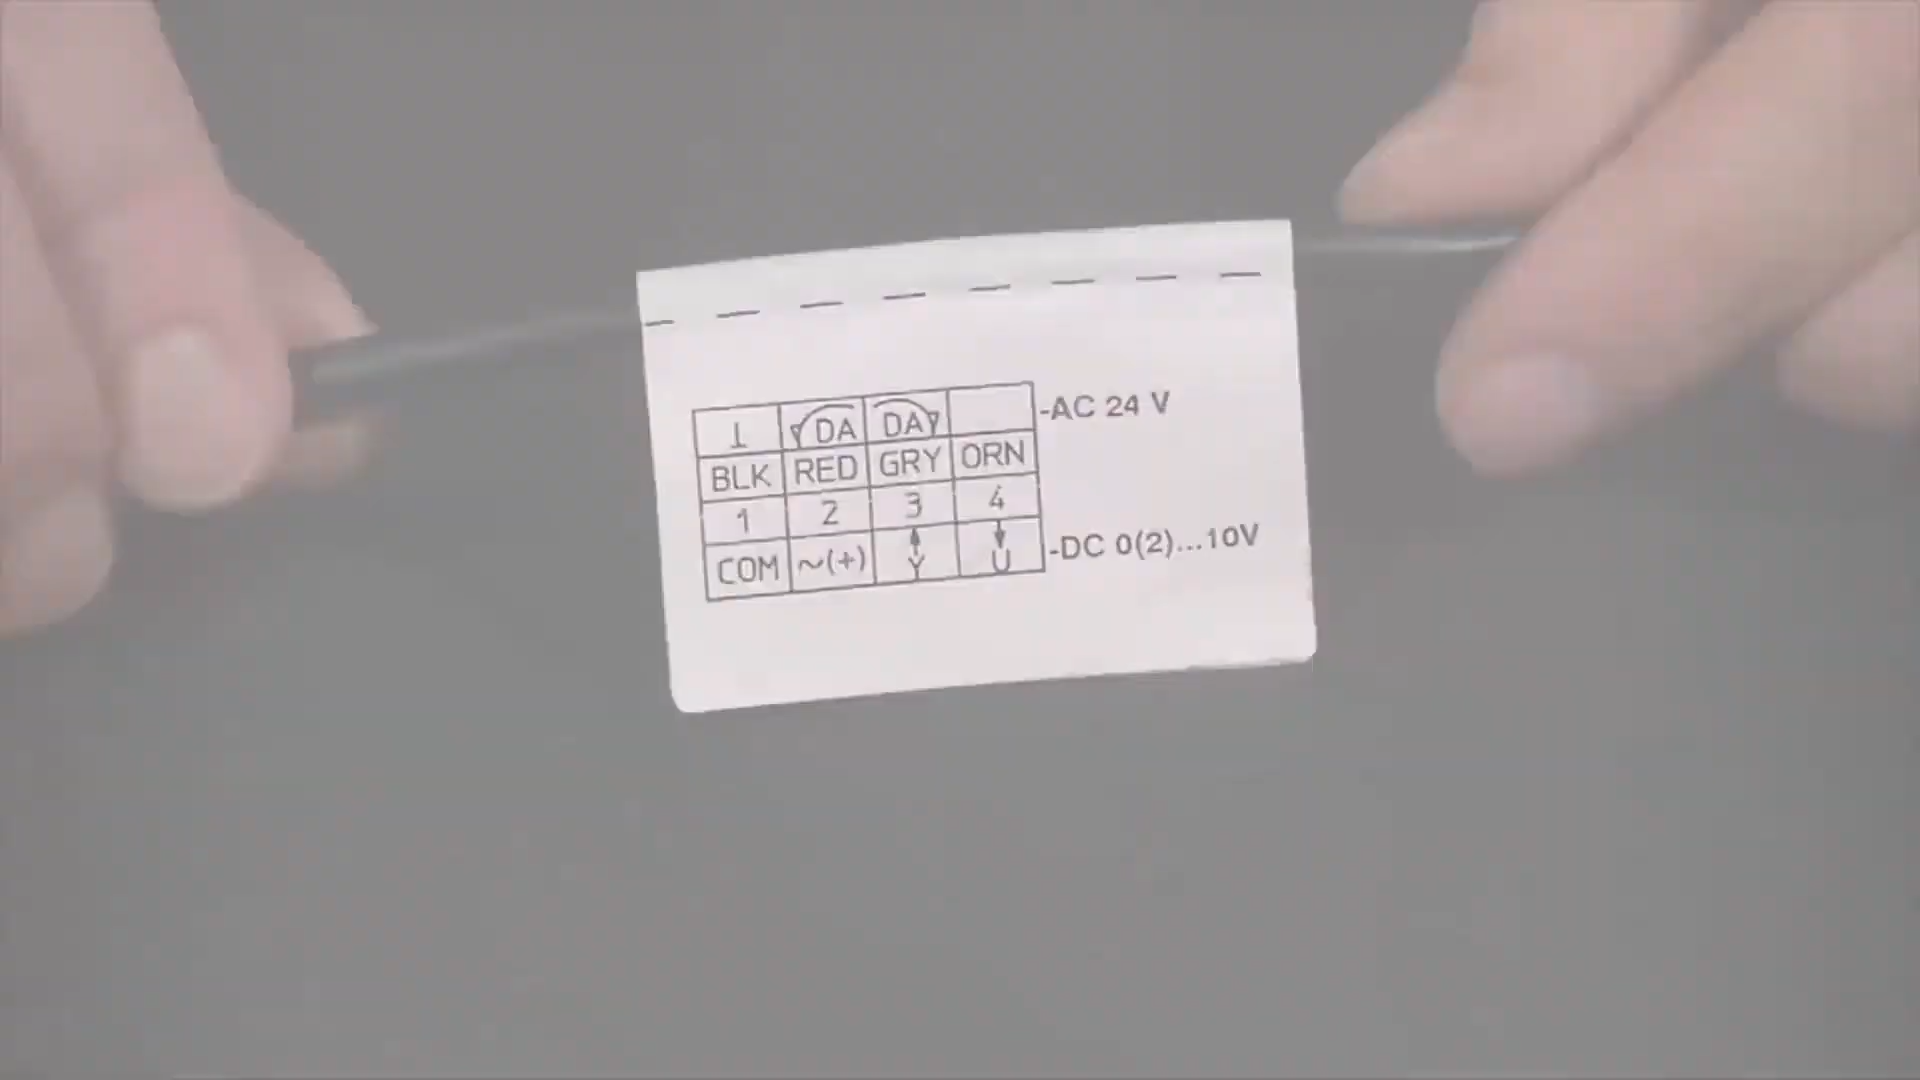 ⊥ DA DA -AC 24 V
BLK RED GRY ORN
1 2 3 4
COM ~(+) Y U -DC 0(2)...10V